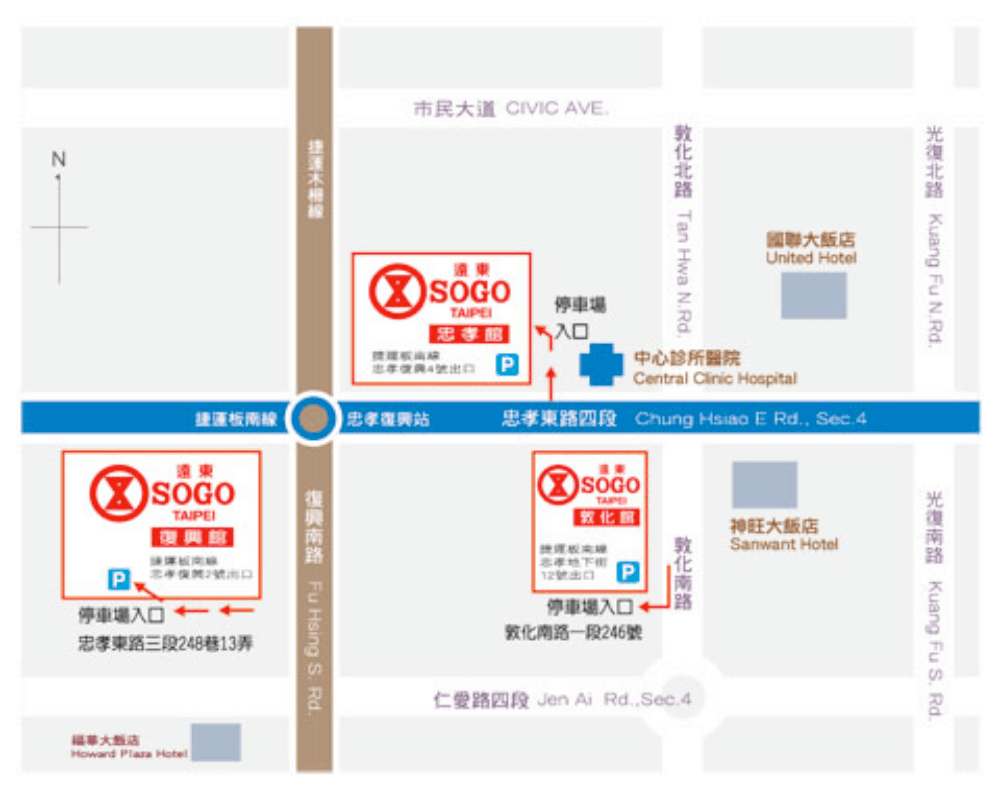 市民大道 CIVIC AVE.
N
捷運木柵線
敦化北路 Tan Hwa N.Rd.
光復北路 Kuang Fu N.Rd.
國聯大飯店
United Hotel
遠東
SOGO
TAIPEI
忠孝館
捷運板南線
忠孝復興4號出口
P
停車場
入口
中心診所醫院
Central Clinic Hospital
捷運板南線
忠孝復興站
忠孝東路四段 Chung Hsiao E Rd., Sec.4
遠東
SOGO
TAIPEI
復興館
捷運板南線
忠孝復興2號出口
P
停車場入口
忠孝東路三段248巷13弄
復興南路 Fu Hsing S. Rd.
遠東
SOGO
TAIPEI
敦化館
捷運板南線
忠孝地下街
12號出口
P
停車場入口
敦化南路一段246號
敦化南路
神旺大飯店
Sanwant Hotel
光復南路 Kuang Fu S. Rd.
仁愛路四段 Jen Ai Rd.,Sec.4
福華大飯店
Howard Plaza Hotel